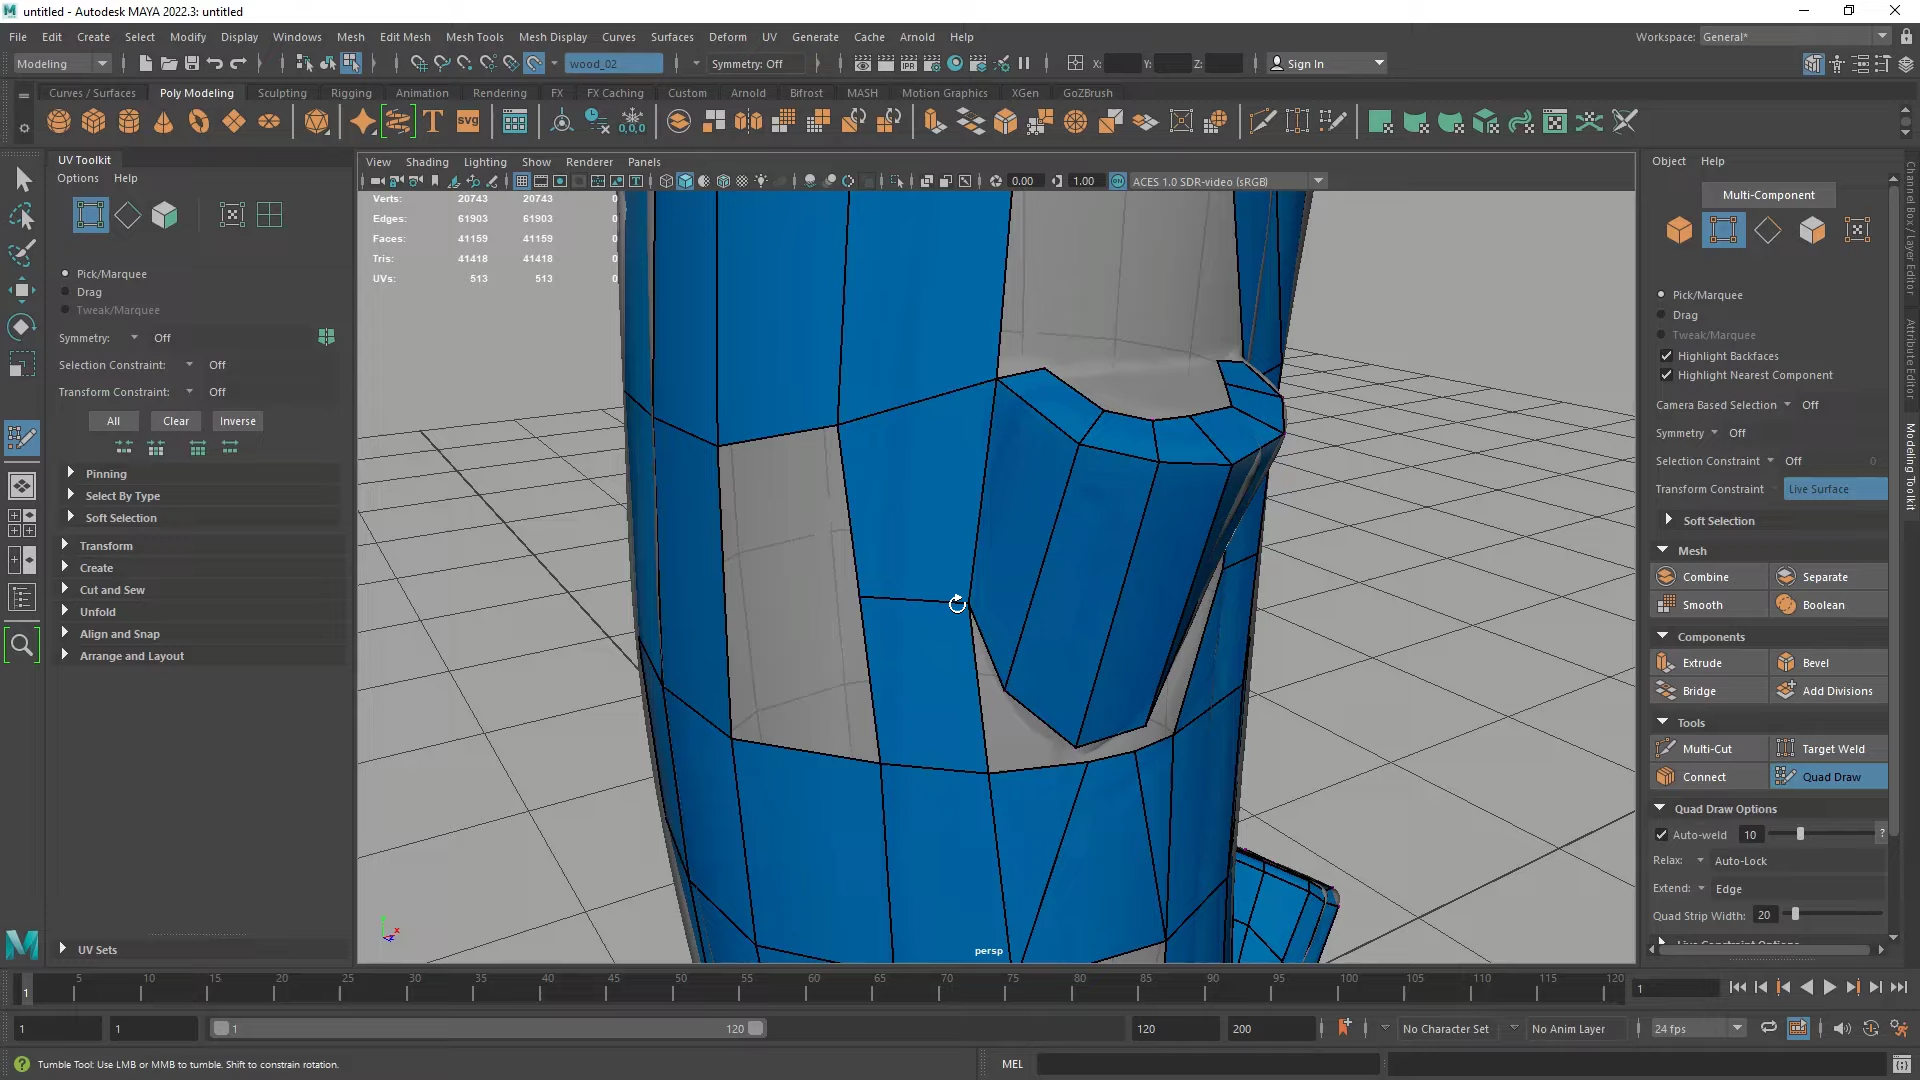 untitled - Autodesk MAYA 2022.3: untitled
File Edit Create Select Modify Display Windows Mesh Edit Mesh Mesh Tools Mesh Display Curves Surfaces Deform UV Generate Cache Arnold Help
Workspace: General*
Modeling wood_02 Symmetry: Off X: Y: Z: Sign In
Curves / Surfaces Poly Modeling Sculpting Rigging Animation Rendering FX FX Caching Custom Arnold Bifrost MASH Motion Graphics XGen GoZBrush
UV Toolkit
Options Help
Pick/Marquee
Drag
Tweak/Marquee
Symmetry: Off
Selection Constraint: Off
Transform Constraint: Off
All Clear Inverse
Pinning
Select By Type
Soft Selection
Transform
Create
Cut and Sew
Unfold
Align and Snap
Arrange and Layout
UV Sets
View Shading Lighting Show Renderer Panels
0.00 1.00 ACES 1.0 SDR-video (sRGB)
Verts: 20743 20743 0
Edges: 61903 61903 0
Faces: 41159 41159 0
Tris: 41418 41418 0
UVs: 513 513 0
persp
Object Help
Multi-Component
Pick/Marquee
Drag
Tweak/Marquee
Highlight Backfaces
Highlight Nearest Component
Camera Based Selection Off
Symmetry Off
Selection Constraint Off 0
Transform Constraint Live Surface
Soft Selection
Mesh
Combine Separate
Smooth Boolean
Components
Extrude Bevel
Bridge Add Divisions
Tools
Multi-Cut Target Weld
Connect Quad Draw
Quad Draw Options
Auto-weld 10 ?
Relax: Auto-Lock
Extend: Edge
Quad Strip Width: 20
Live Constraint Options
Channel Box / Layer Editor
Attribute Editor
Modeling Toolkit
1 5 10 15 20 25 30 35 40 45 50 55 60 65 70 75 80 85 90 95 100 105 110 115 120 1
1 1 1 120 120 200 No Character Set No Anim Layer 24 fps
Tumble Tool: Use LMB or MMB to tumble. Shift to constrain rotation. MEL